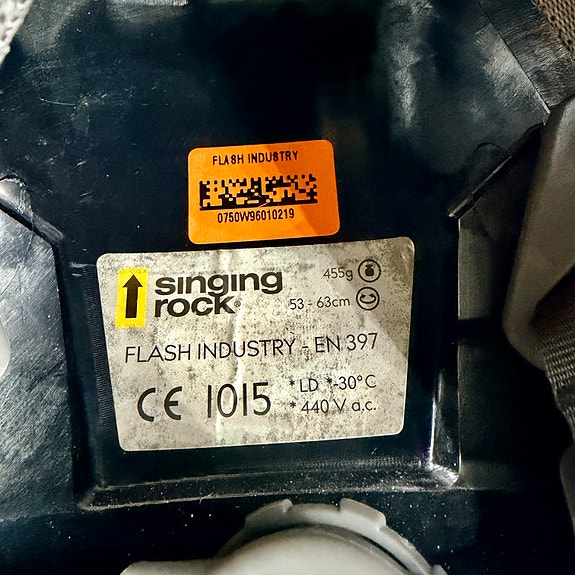 FLASH INDUSTRY
0750W96010219
singing
rock®
455g
53 - 63cm
FLASH INDUSTRY - EN 397
CE 1015
* LD *-30°C
* 440 V a.c.